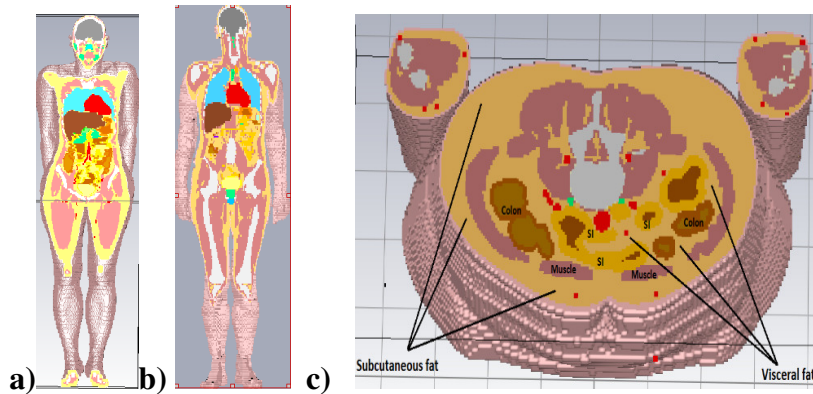 a)
b)
c)
Colon
SI
SI
Colon
SI
Muscle
Muscle
Subcutaneous fat
Visceral fat